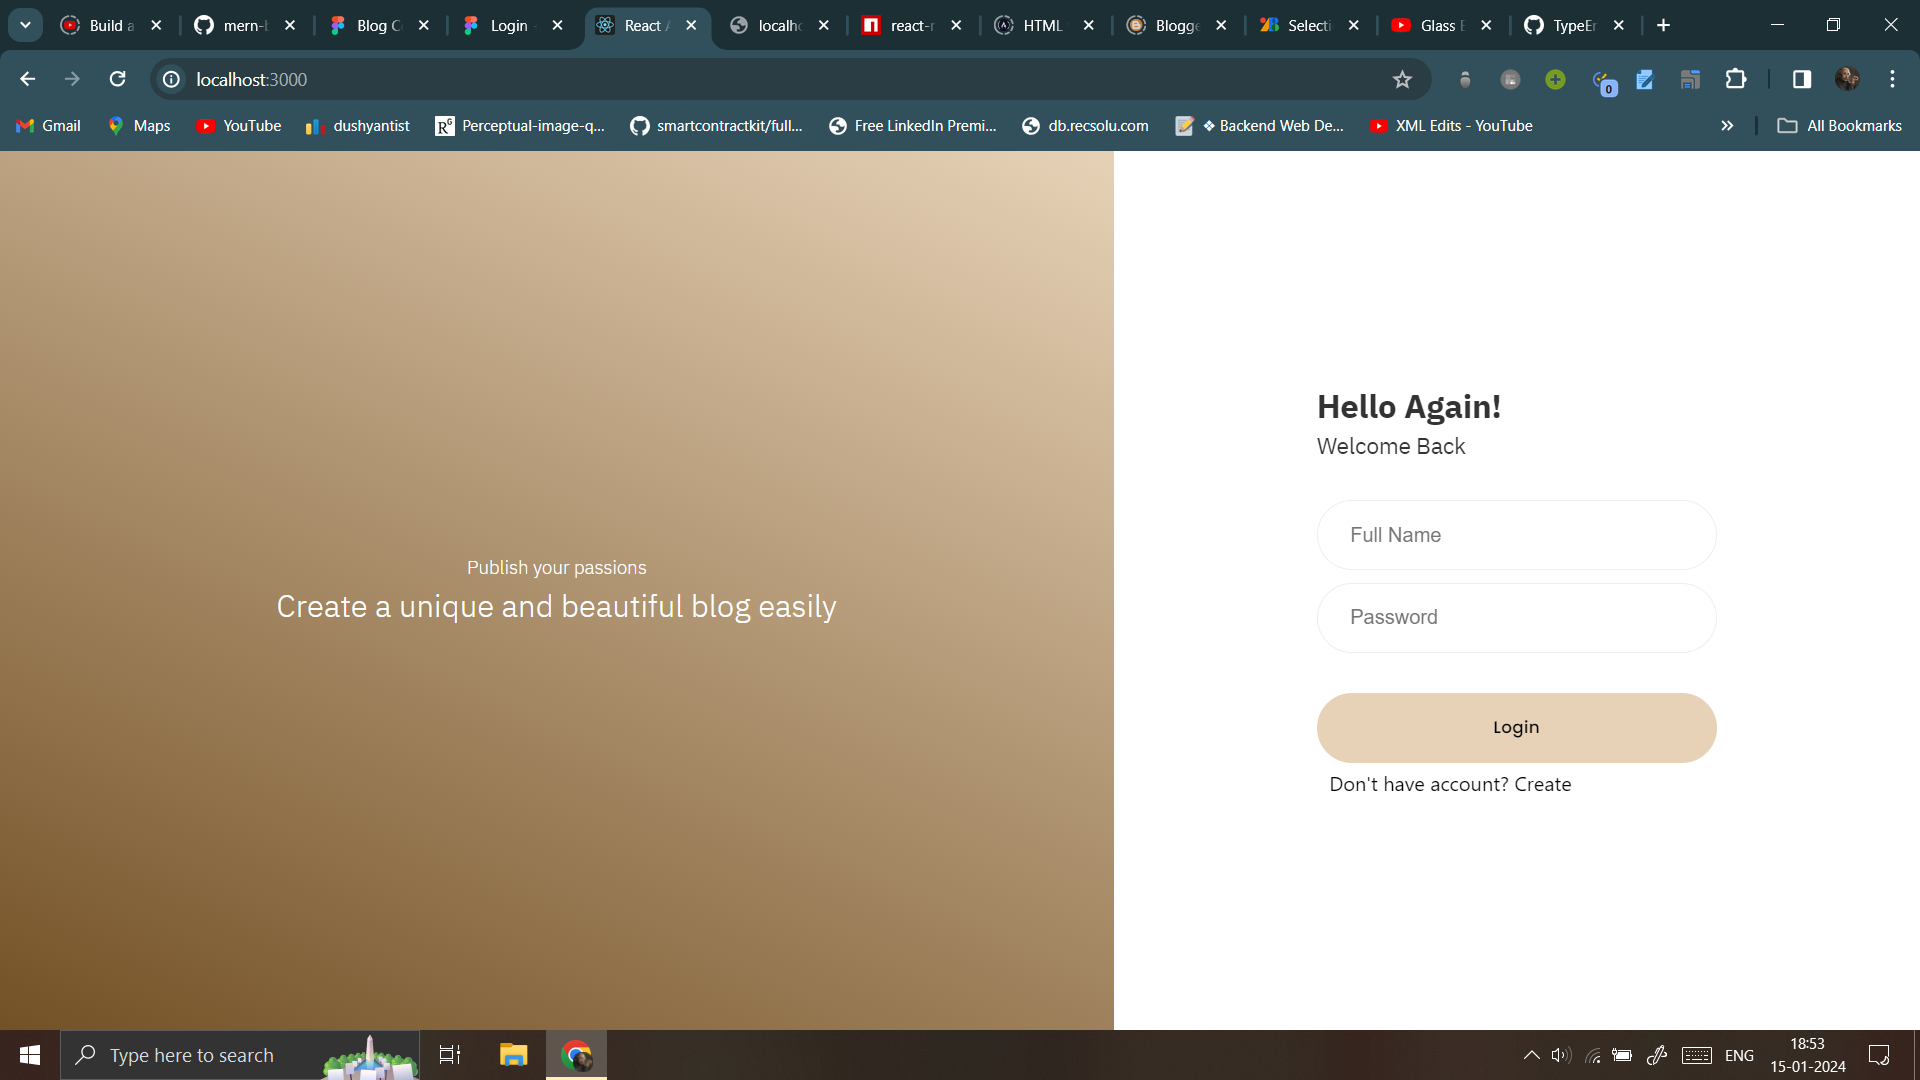 Build a
mern-b
Blog C
Login -
React A
localho
react-r
HTML
Blogge
Selecti
Glass E
TypeEr
localhost:3000
0
Gmail
Maps
YouTube
dushyantist
Perceptual-image-q...
smartcontractkit/full...
Free LinkedIn Premi...
db.recsolu.com
❖ Backend Web De...
XML Edits - YouTube
All Bookmarks
Hello Again!
Welcome Back
Full Name
Publish your passions
Create a unique and beautiful blog easily
Password
Login
Don't have account? Create
Type here to search
ENG
18:53
15-01-2024